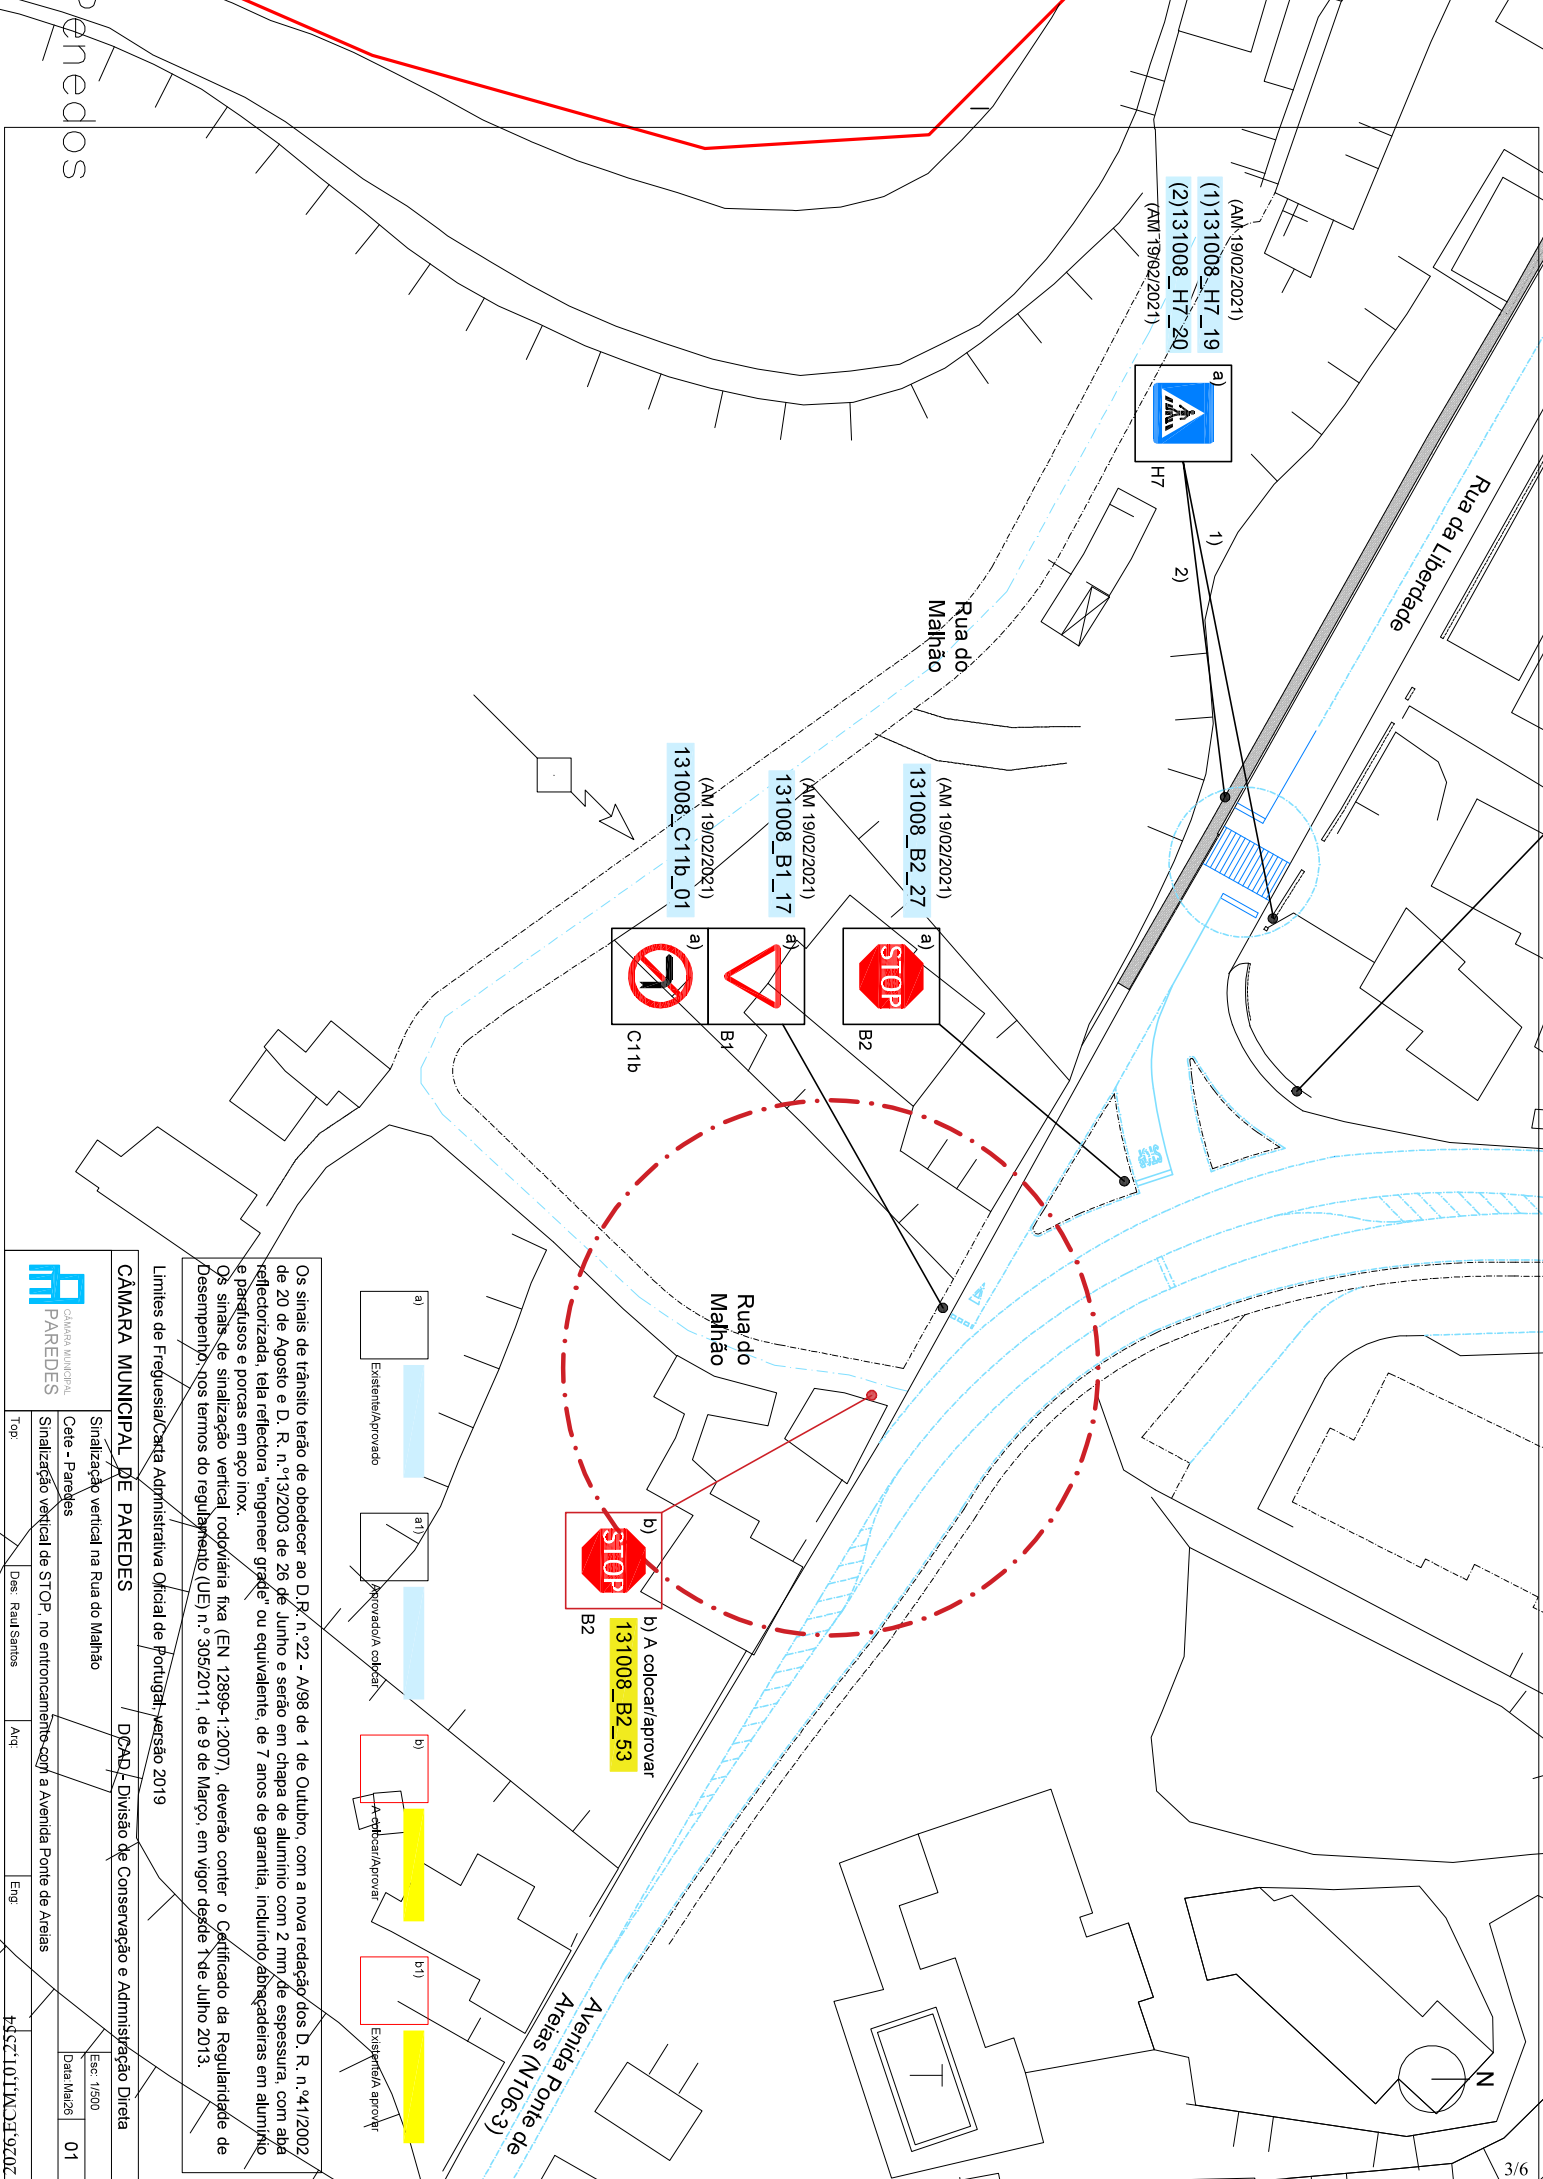 enedos
(AM 19/02/2021)
(1)131008_H7_19
(2)131008_H7_20
(AM 19/02/2021)
a)
H7
1)
2)
Rua da Liberdade
Rua do
Malhão
(AM 19/02/2021)
131008_B2_27
a)
STOP
B2
(AM 19/02/2021)
131008_B1_17
a)
B1
(AM 19/02/2021)
131008_C11b_01
a)
C11b
STOP
Rua do
Malhão
b)
STOP
B2
b) A colocar/aprovar
131008_B2_53
Avenida Ponte de
Areias (N106-3)
N
a)
Existente/Aprovado
a1)
Aprovado/A colocar
b)
A colocar/Aprovar
b1)
Existente/A aprovar
Os sinais de trânsito terão de obedecer ao D.R. n.º22 - A/98 de 1 de Outubro, com a nova redação dos D. R. n.º41/2002
de 20 de Agosto e D. R. n.º13/2003 de 26 de Junho e serão em chapa de aluminio com 2 mm de espessura, com aba
reflectorizada, tela reflectora "engeneer grade" ou equivalente, de 7 anos de garantia, incluindo abraçadeiras em alumínio
e parafusos e porcas em aço inox.
Os sinais de sinalização vertical rodoviária fixa (EN 12899-1:2007), deverão conter o Certificado da Regularidade de
Desempenho, nos termos do regulamento (UE) n.º 305/2011, de 9 de Março, em vigor desde 1 de Julho 2013.
Limites de Freguesia/Carta Administrativa Oficial de Portugal, versão 2019
CÂMARA MUNICIPAL DE PAREDES
DCAD - Divisão de Conservação e Administração Direta
CÂMARA MUNICIPAL
PAREDES
Sinalização vertical na Rua do Malhão
Cete - Paredes
Sinalização vertical de STOP, no entroncamento com a Avenida Ponte de Areias
Esc: 1/500
Data:Mai26
01
Top:
Des: Raul Santos
Arq:
Eng:
3/6